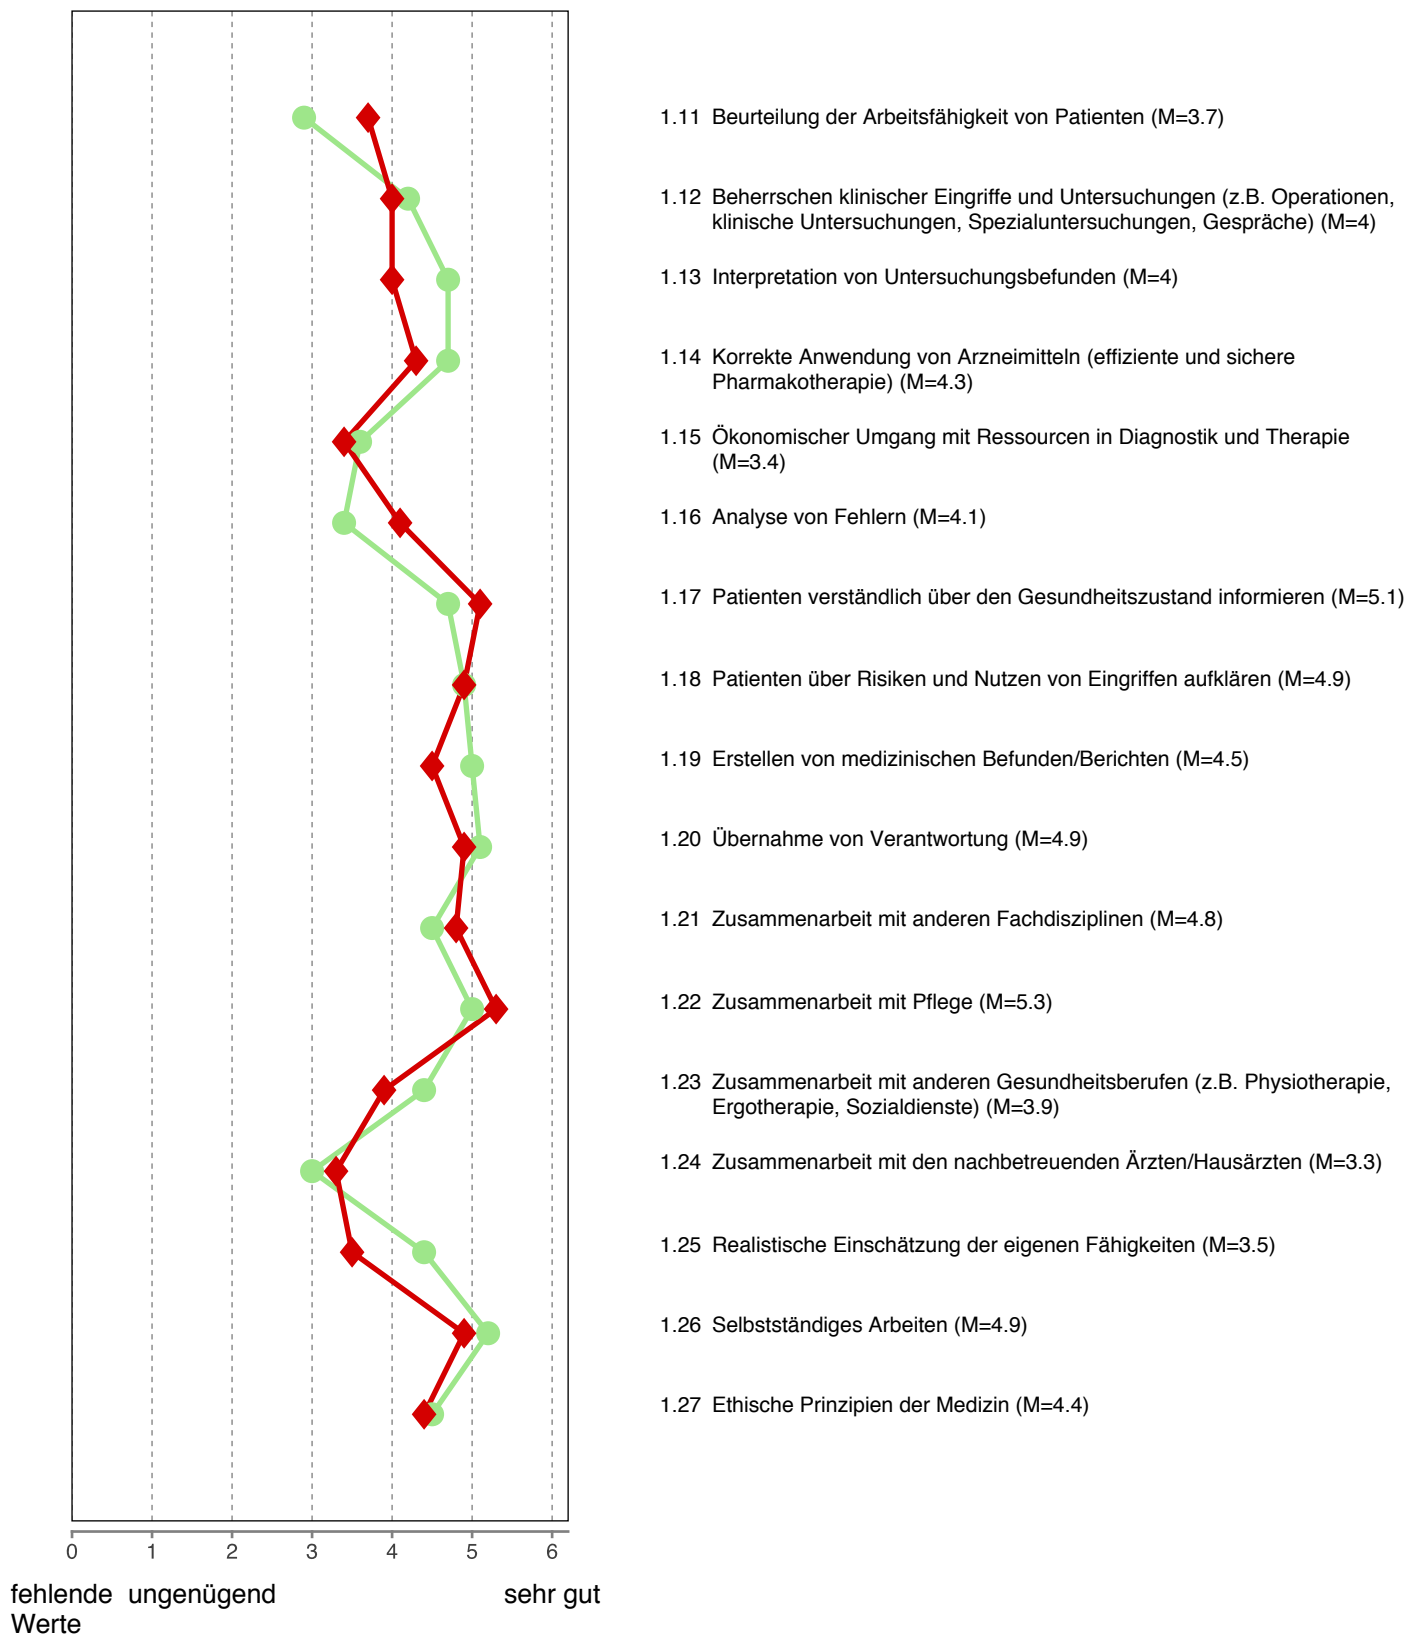 1.11 Beurteilung der Arbeitsfähigkeit von Patienten (M=3.7)
1.12 Beherrschen klinischer Eingriffe und Untersuchungen (z.B. Operationen,
klinische Untersuchungen, Spezialuntersuchungen, Gespräche) (M=4)
1.13 Interpretation von Untersuchungsbefunden (M=4)
1.14 Korrekte Anwendung von Arzneimitteln (effiziente und sichere
Pharmakotherapie) (M=4.3)
1.15 Ökonomischer Umgang mit Ressourcen in Diagnostik und Therapie
(M=3.4)
1.16 Analyse von Fehlern (M=4.1)
1.17 Patienten verständlich über den Gesundheitszustand informieren (M=5.1)
1.18 Patienten über Risiken und Nutzen von Eingriffen aufklären (M=4.9)
1.19 Erstellen von medizinischen Befunden/Berichten (M=4.5)
1.20 Übernahme von Verantwortung (M=4.9)
1.21 Zusammenarbeit mit anderen Fachdisziplinen (M=4.8)
1.22 Zusammenarbeit mit Pflege (M=5.3)
1.23 Zusammenarbeit mit anderen Gesundheitsberufen (z.B. Physiotherapie,
Ergotherapie, Sozialdienste) (M=3.9)
1.24 Zusammenarbeit mit den nachbetreuenden Ärzten/Hausärzten (M=3.3)
1.25 Realistische Einschätzung der eigenen Fähigkeiten (M=3.5)
1.26 Selbstständiges Arbeiten (M=4.9)
1.27 Ethische Prinzipien der Medizin (M=4.4)
0 1 2 3 4 5 6
fehlende ungenügend sehr gut
Werte